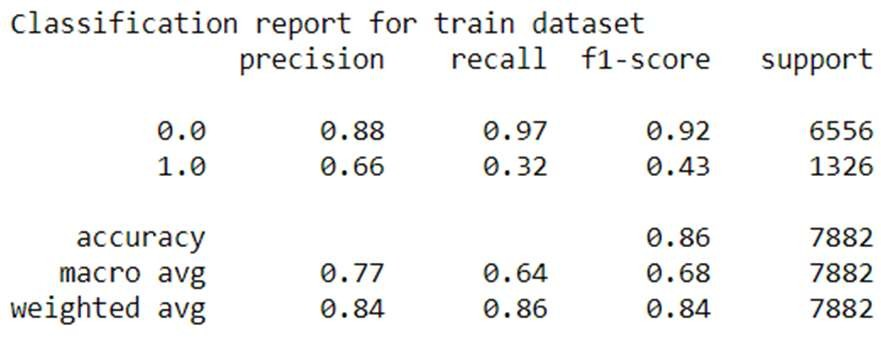 Classification report for train dataset
precision recall f1-score support
0.0 0.88 0.97 0.92 6556
1.0 0.66 0.32 0.43 1326
accuracy 0.86 7882
macro avg 0.77 0.64 0.68 7882
weighted avg 0.84 0.86 0.84 7882